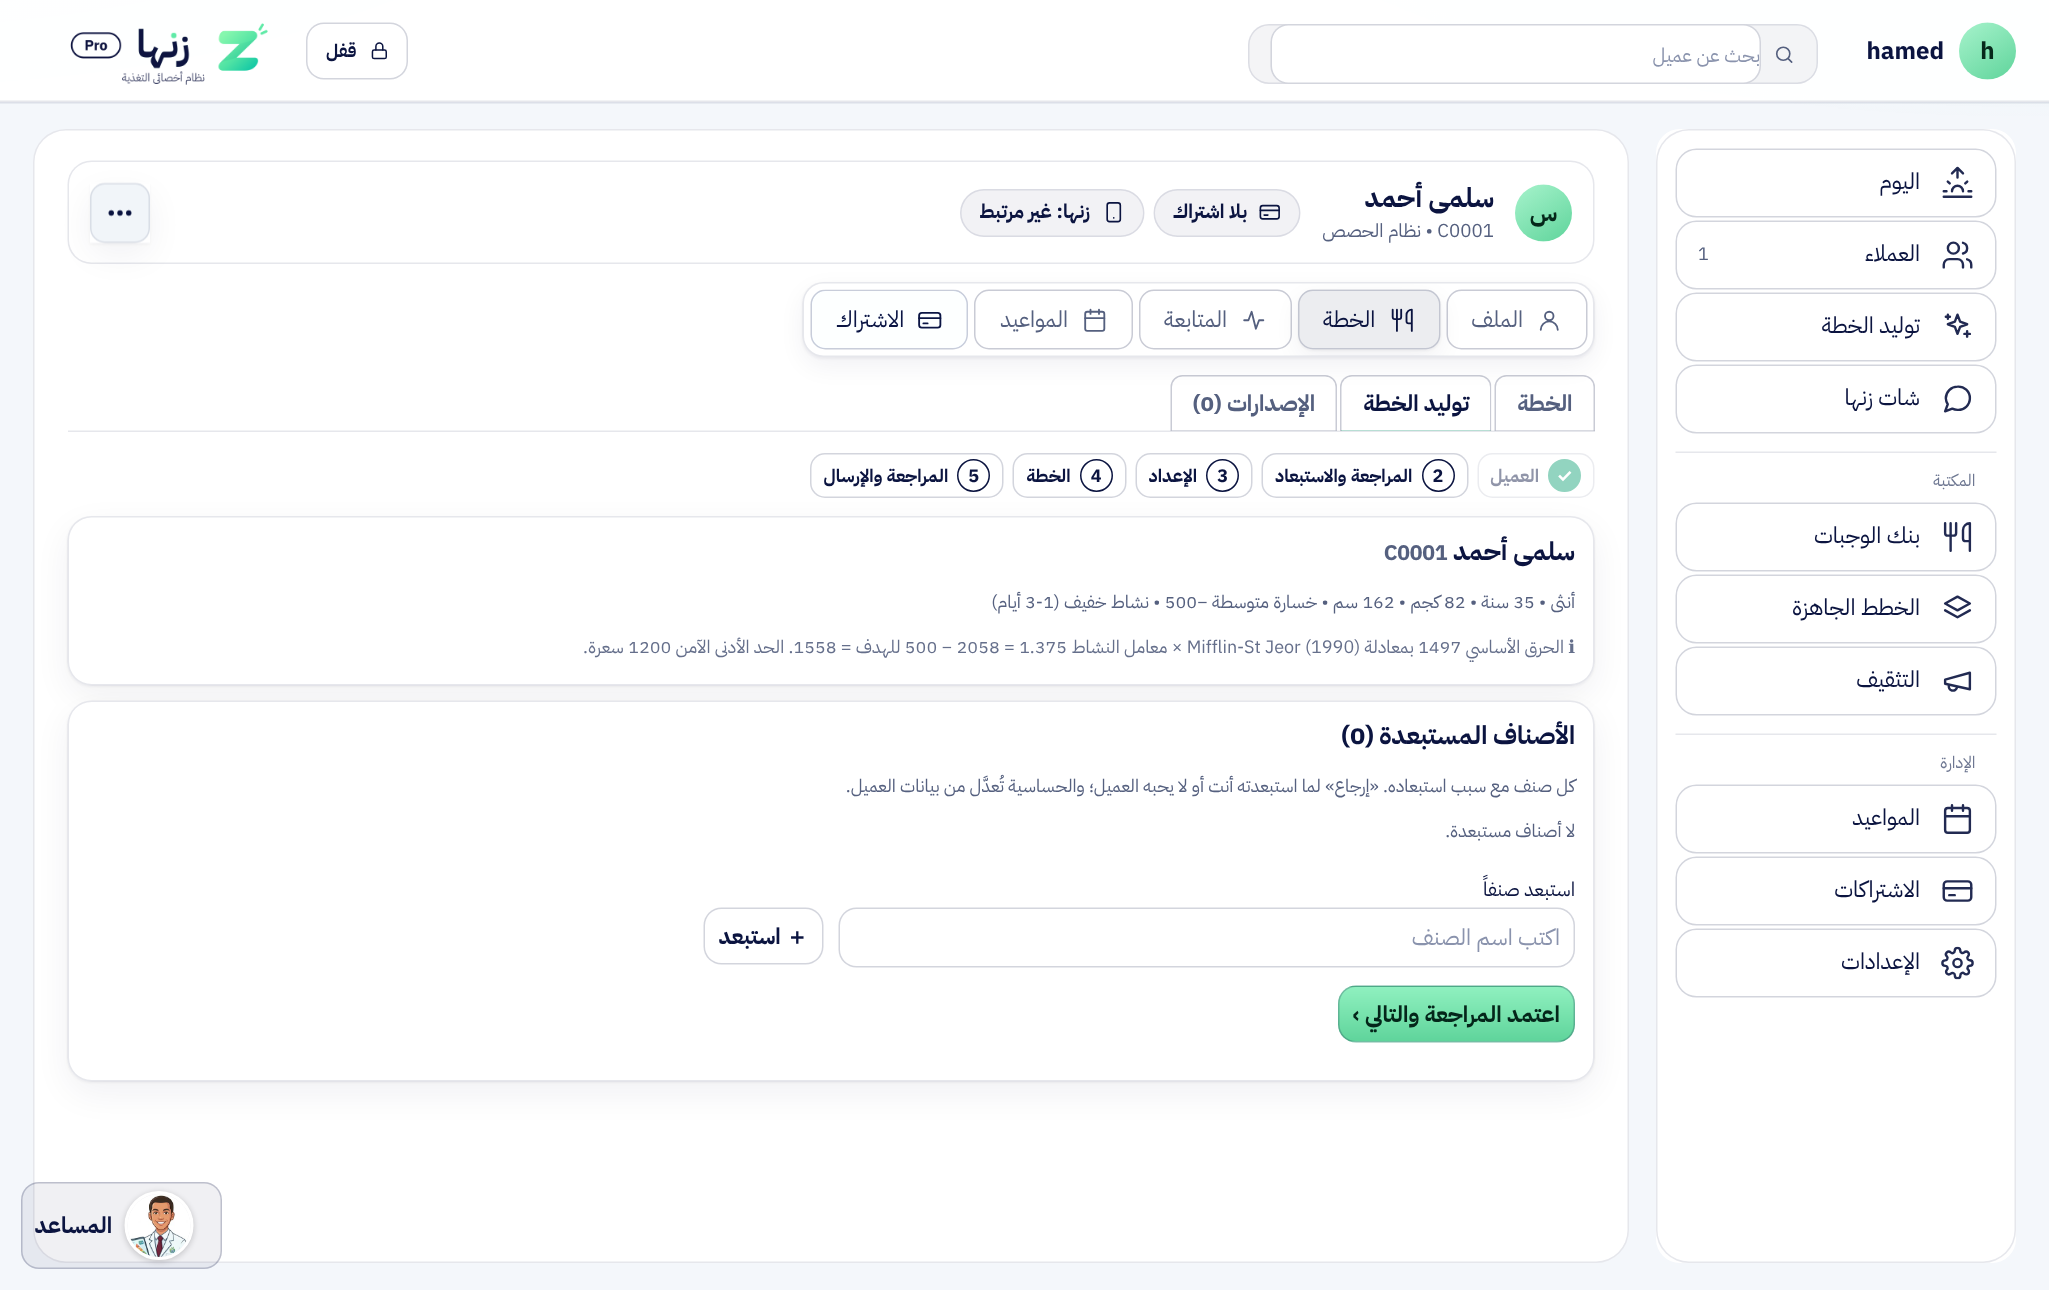 h hamed
بحث عن عميل
قفل
زنها Pro
نظام أخصائي التغذية
اليوم
العملاء 1
توليد الخطة
شات زنها
المكتبة
بنك الوجبات
الخطط الجاهزة
التثقيف
الإدارة
المواعيد
الاشتراكات
الإعدادات
س سلمى أحمد
C0001 • نظام الحصص
بلا اشتراك
زنها: غير مرتبط
الملف الخطة المتابعة المواعيد الاشتراك
الخطة توليد الخطة الإصدارات (0)
العميل 2 المراجعة والاستبعاد 3 الإعداد 4 الخطة 5 المراجعة والإرسال
سلمى أحمد C0001
أنثى • 35 سنة • 82 كجم • 162 سم • خسارة متوسطة −500 • نشاط خفيف (1-3 أيام)
ℹ الحرق الأساسي 1497 بمعادلة Mifflin-St Jeor (1990) × معامل النشاط 1.375 = 2058 − 500 للهدف = 1558. الحد الأدنى الآمن 1200 سعرة.
الأصناف المستبعدة (0)
كل صنف مع سبب استبعاده. «إرجاع» لما استبعدته أنت أو لا يحبه العميل؛ والحساسية تُعدَّل من بيانات العميل.
لا أصناف مستبعدة.
استبعد صنفاً
اكتب اسم الصنف
+ استبعد
اعتمد المراجعة والتالي ›
المساعد